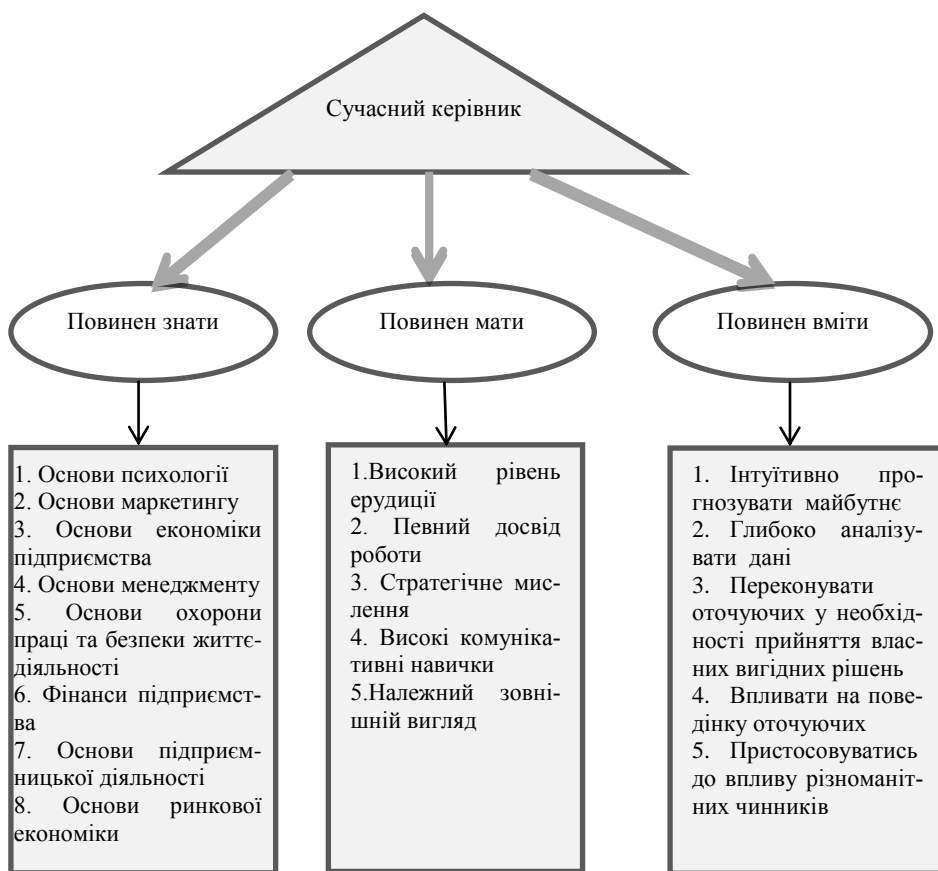 Сучасний керівник
Повинен знати
Повинен мати
Повинен вміти
1. Основи психології
2. Основи маркетингу
3. Основи економіки
підприємства
4. Основи менеджменту
5. Основи охорони
праці та безпеки життє-
діяльності
6. Фінанси підприємст-
ва
7. Основи підприєм-
ницької діяльності
8. Основи ринкової
економіки
1.Високий рівень
ерудиції
2. Певний досвід
роботи
3. Стратегічне мис-
лення
4. Високі комуніка-
тивні навички
5.Належний зовні-
шній вигляд
1. Інтуїтивно про-
гнозувати майбутнє
2. Глибоко аналізу-
вати дані
3. Переконувати
оточуючих у необхід-
ності прийняття влас-
них вигідних рішень
4. Впливати на пове-
дінку оточуючих
5. Пристосовуватись
до впливу різноманіт-
них чинників